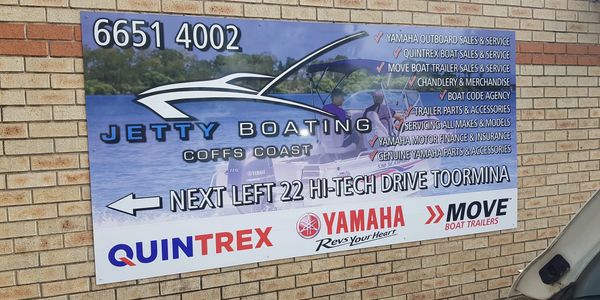 6651 4002
JETTY BOATING
COFFS COAST
✓ YAMAHA OUTBOARD SALES & SERVICE
✓ QUINTREX BOAT SALES & SERVICE
✓ MOVE BOAT TRAILER SALES & SERVICE
✓ CHANDLERY & MERCHANDISE
✓ BOAT CODE AGENCY
✓ TRAILER PARTS & ACCESSORIES
✓ SERVICING ALL MAKES & MODELS
✓ YAMAHA MOTOR FINANCE & INSURANCE
✓ GENUINE YAMAHA PARTS & ACCESSORIES
← NEXT LEFT 22 HI-TECH DRIVE TOORMINA
QUINTREX
YAMAHA
Revs Your Heart
MOVE
BOAT TRAILERS